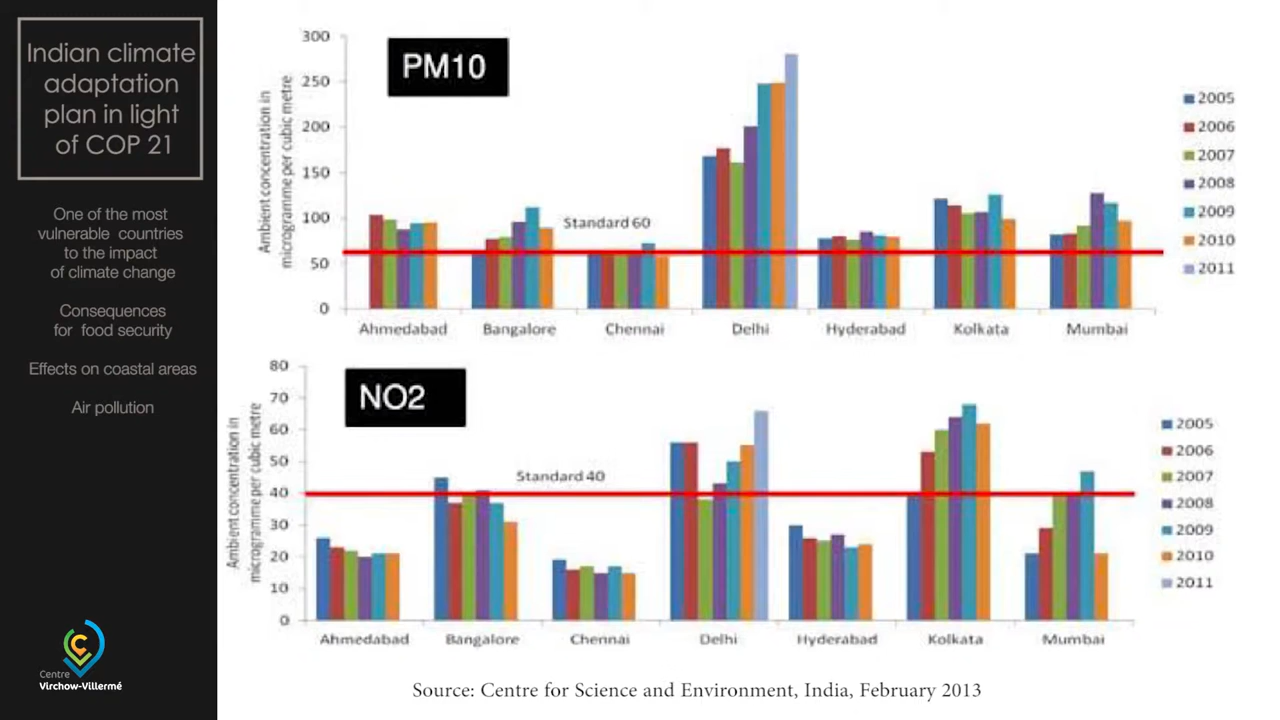 Indian climate
adaptation
plan in light
of COP 21
One of the most
vulnerable countries
to the impact
of climate change
Consequences
for food security
Effects on coastal areas
Air pollution
Centre
Virchow-Villermé
PM10
Ambient concentration in
microgramme per cubic metre
300
250
200
150
100
50
0
Standard 60
Ahmedabad Bangalore Chennai Delhi Hyderabad Kolkata Mumbai
2005
2006
2007
2008
2009
2010
2011
NO2
Ambient concentration in
microgramme per cubic metre
80
70
60
50
40
30
20
10
0
Standard 40
Ahmedabad Bangalore Chennai Delhi Hyderabad Kolkata Mumbai
2005
2006
2007
2008
2009
2010
2011
Source: Centre for Science and Environment, India, February 2013